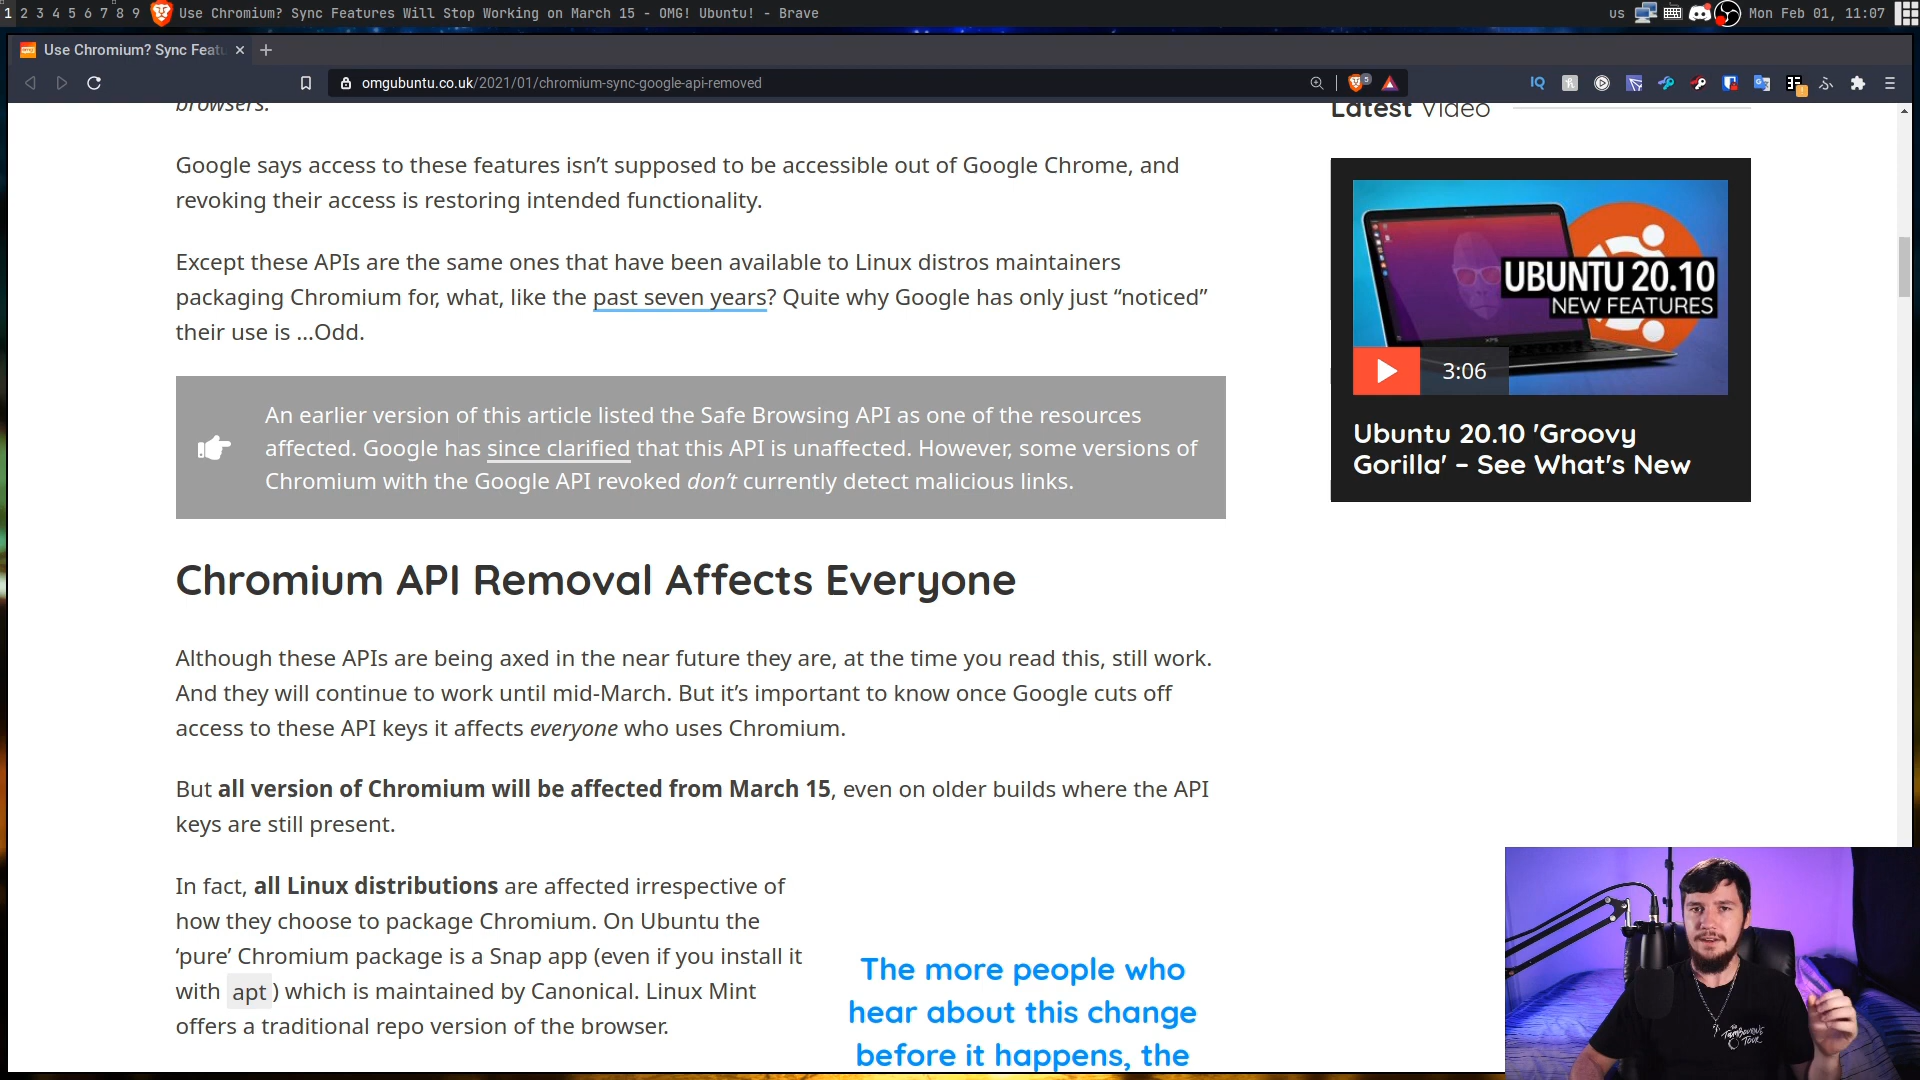 1 2 3 4 5 6 7 8 9 Use Chromium? Sync Features Will Stop Working on March 15 - OMG! Ubuntu! - Brave
us Mon Feb 01, 11:07
Use Chromium? Sync Featu
omgubuntu.co.uk/2021/01/chromium-sync-google-api-removed
5
IQ
browsers.
Google says access to these features isn’t supposed to be accessible out of Google Chrome, and
revoking their access is restoring intended functionality.
Except these APIs are the same ones that have been available to Linux distros maintainers
packaging Chromium for, what, like the past seven years? Quite why Google has only just “noticed”
their use is …Odd.
An earlier version of this article listed the Safe Browsing API as one of the resources
affected. Google has since clarified that this API is unaffected. However, some versions of
Chromium with the Google API revoked don’t currently detect malicious links.
Chromium API Removal Affects Everyone
Although these APIs are being axed in the near future they are, at the time you read this, still work.
And they will continue to work until mid-March. But it’s important to know once Google cuts off
access to these API keys it affects everyone who uses Chromium.
But all version of Chromium will be affected from March 15, even on older builds where the API
keys are still present.
In fact, all Linux distributions are affected irrespective of
how they choose to package Chromium. On Ubuntu the
‘pure’ Chromium package is a Snap app (even if you install it
with apt) which is maintained by Canonical. Linux Mint
offers a traditional repo version of the browser.
The more people who
hear about this change
before it happens, the
Latest Video
UBUNTU 20.10
NEW FEATURES
3:06
Ubuntu 20.10 'Groovy
Gorilla' – See What's New